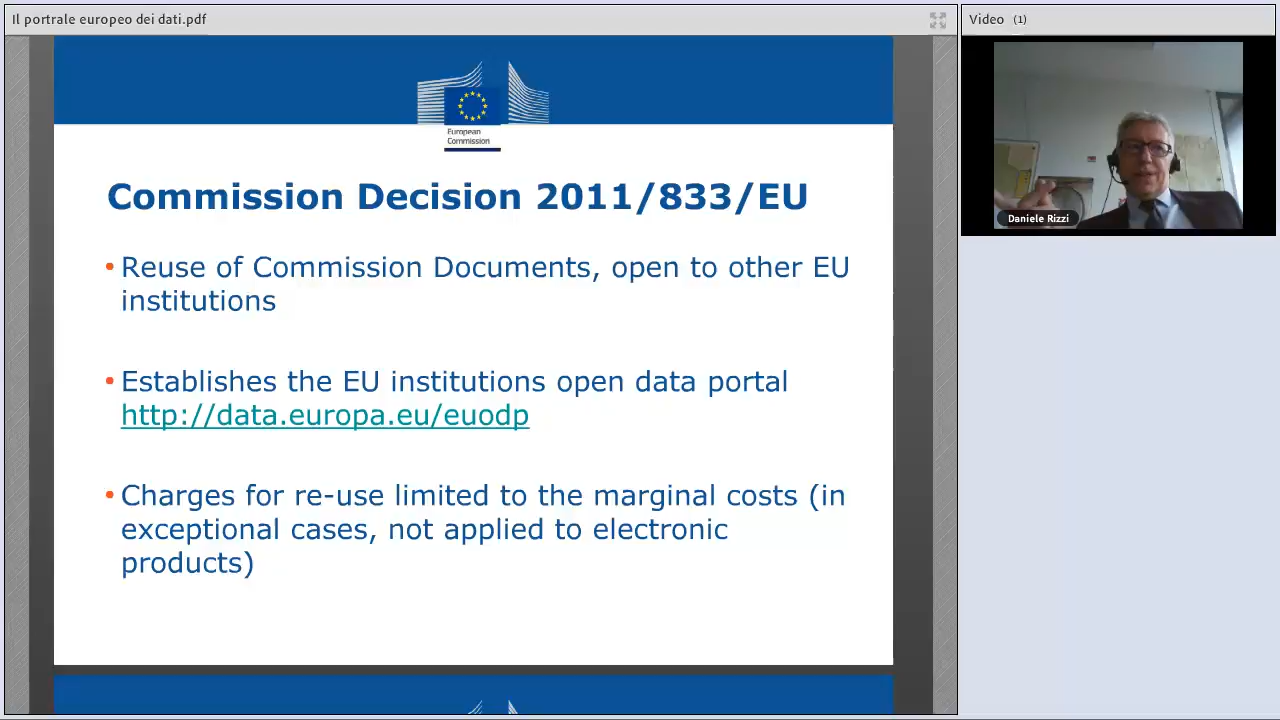 Il portrale europeo dei dati.pdf
Video (1)
Daniele Rizzi
European
Commission
Commission Decision 2011/833/EU
• Reuse of Commission Documents, open to other EU
institutions
• Establishes the EU institutions open data portal
http://data.europa.eu/euodp
• Charges for re-use limited to the marginal costs (in
exceptional cases, not applied to electronic
products)